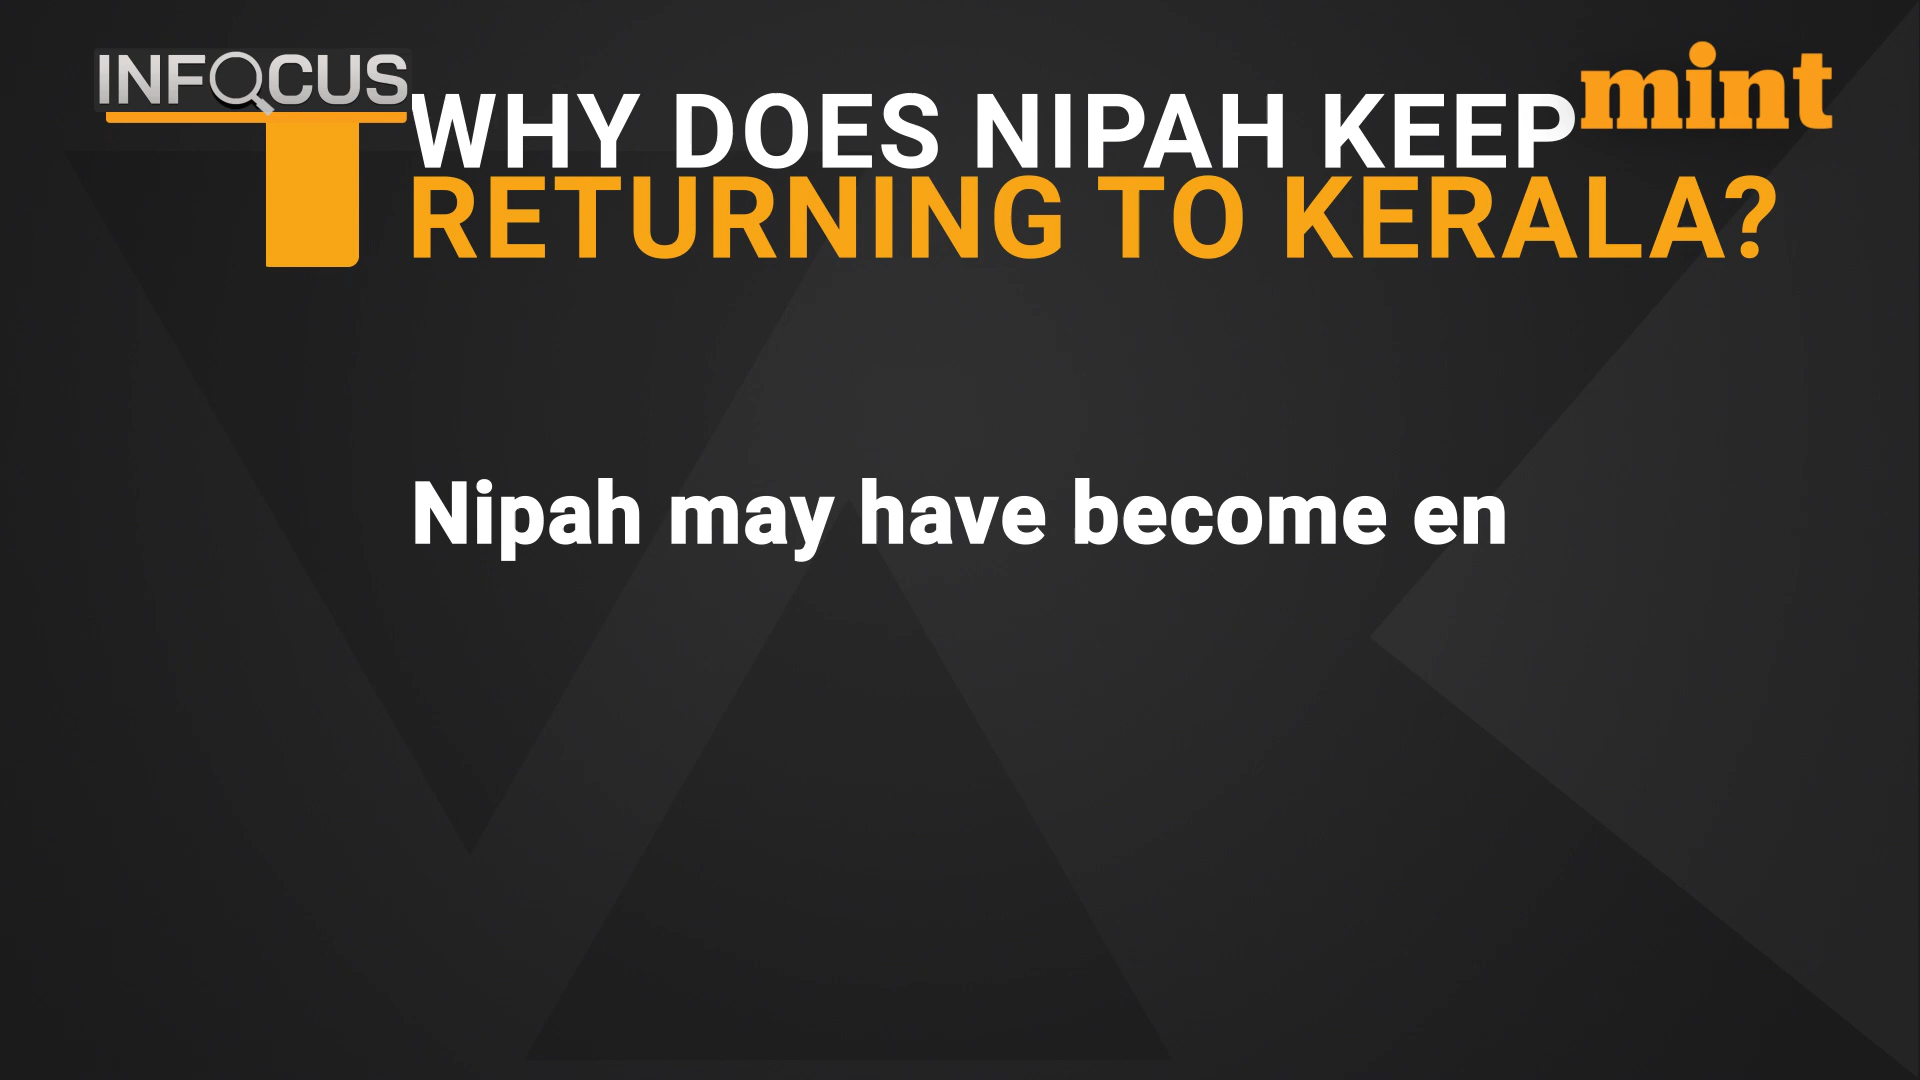 INFOCUS
mint
WHY DOES NIPAH KEEP
RETURNING TO KERALA?
Nipah may have become en